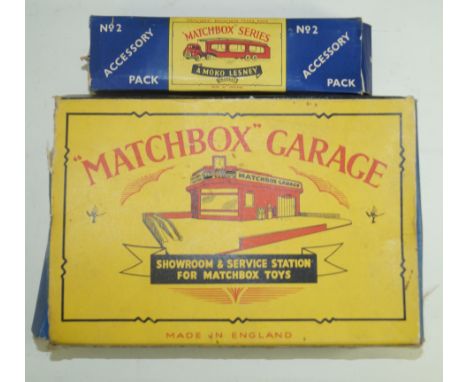 Nº2
ACCESSORY
PACK
"MATCHBOX" SERIES
A MOKO LESNEY
Nº2
ACCESSORY
PACK
"MATCHBOX" GARAGE
MATCHBOX GARAGE
SHOWROOM & SERVICE STATION
FOR MATCHBOX TOYS
MADE IN ENGLAND